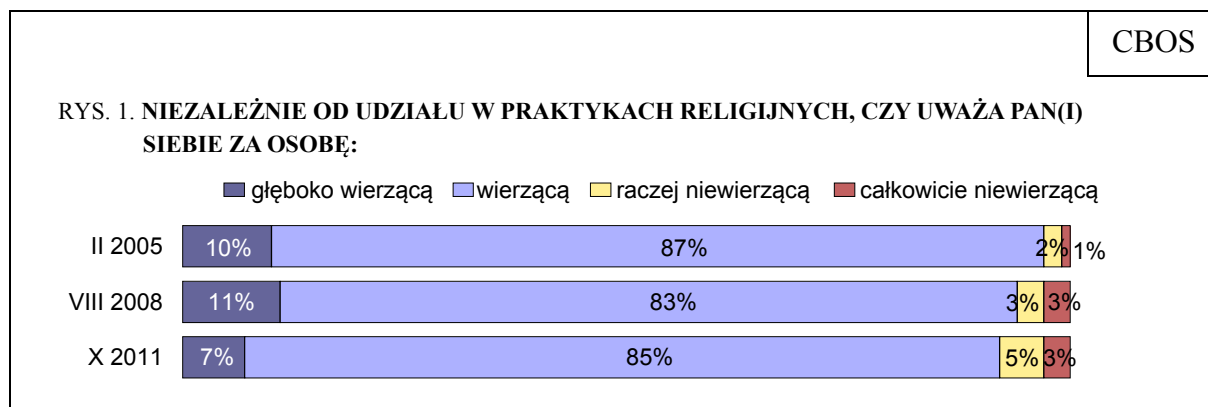 CBOS
RYS. 1. NIEZALEŻNIE OD UDZIAŁU W PRAKTYKACH RELIGIJNYCH, CZY UWAŻA PAN(I)
SIEBIE ZA OSOBĘ:
głęboko wierzącą wierzącą raczej niewierzącą całkowicie niewierzącą
II 2005 10% 87% 2% 1%
VIII 2008 11% 83% 3% 3%
X 2011 7% 85% 5% 3%